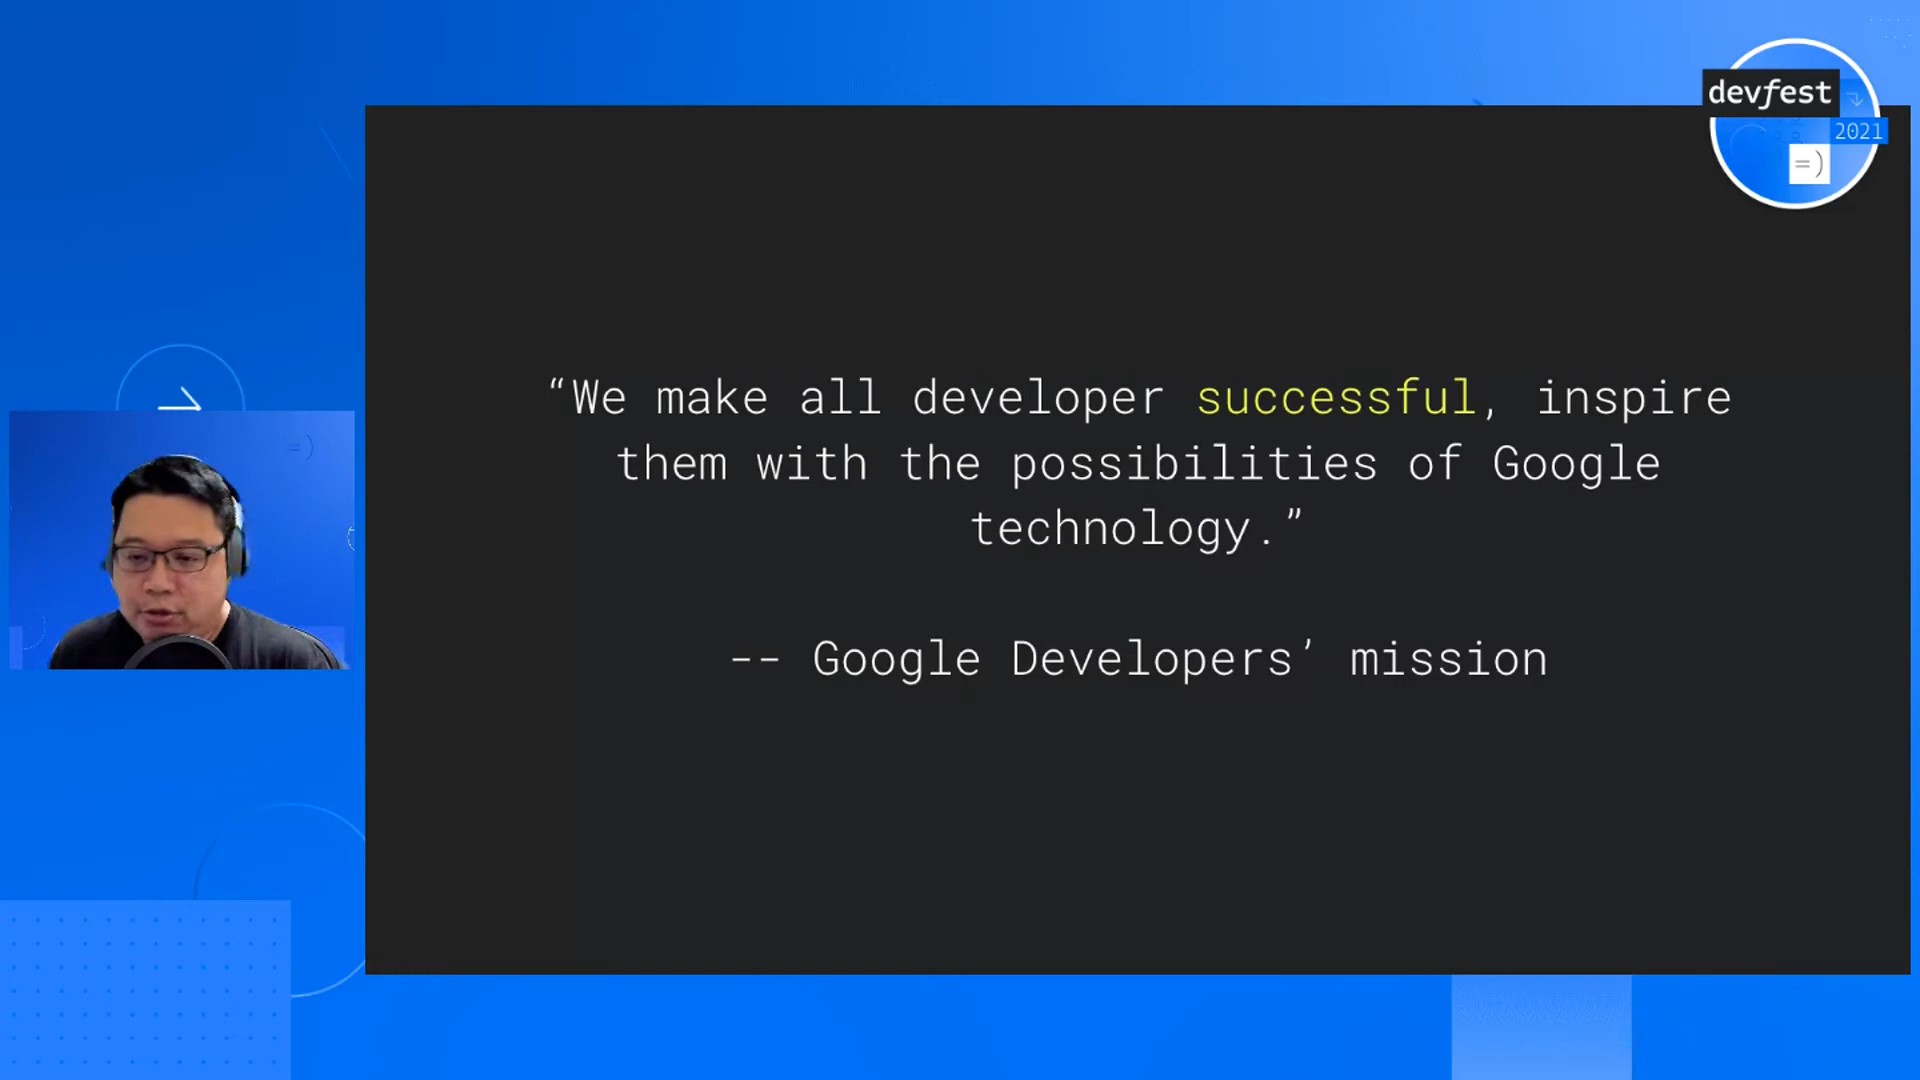 devfest
2021
=)
“We make all developer successful, inspire
them with the possibilities of Google
technology.”
-- Google Developers’ mission
=)